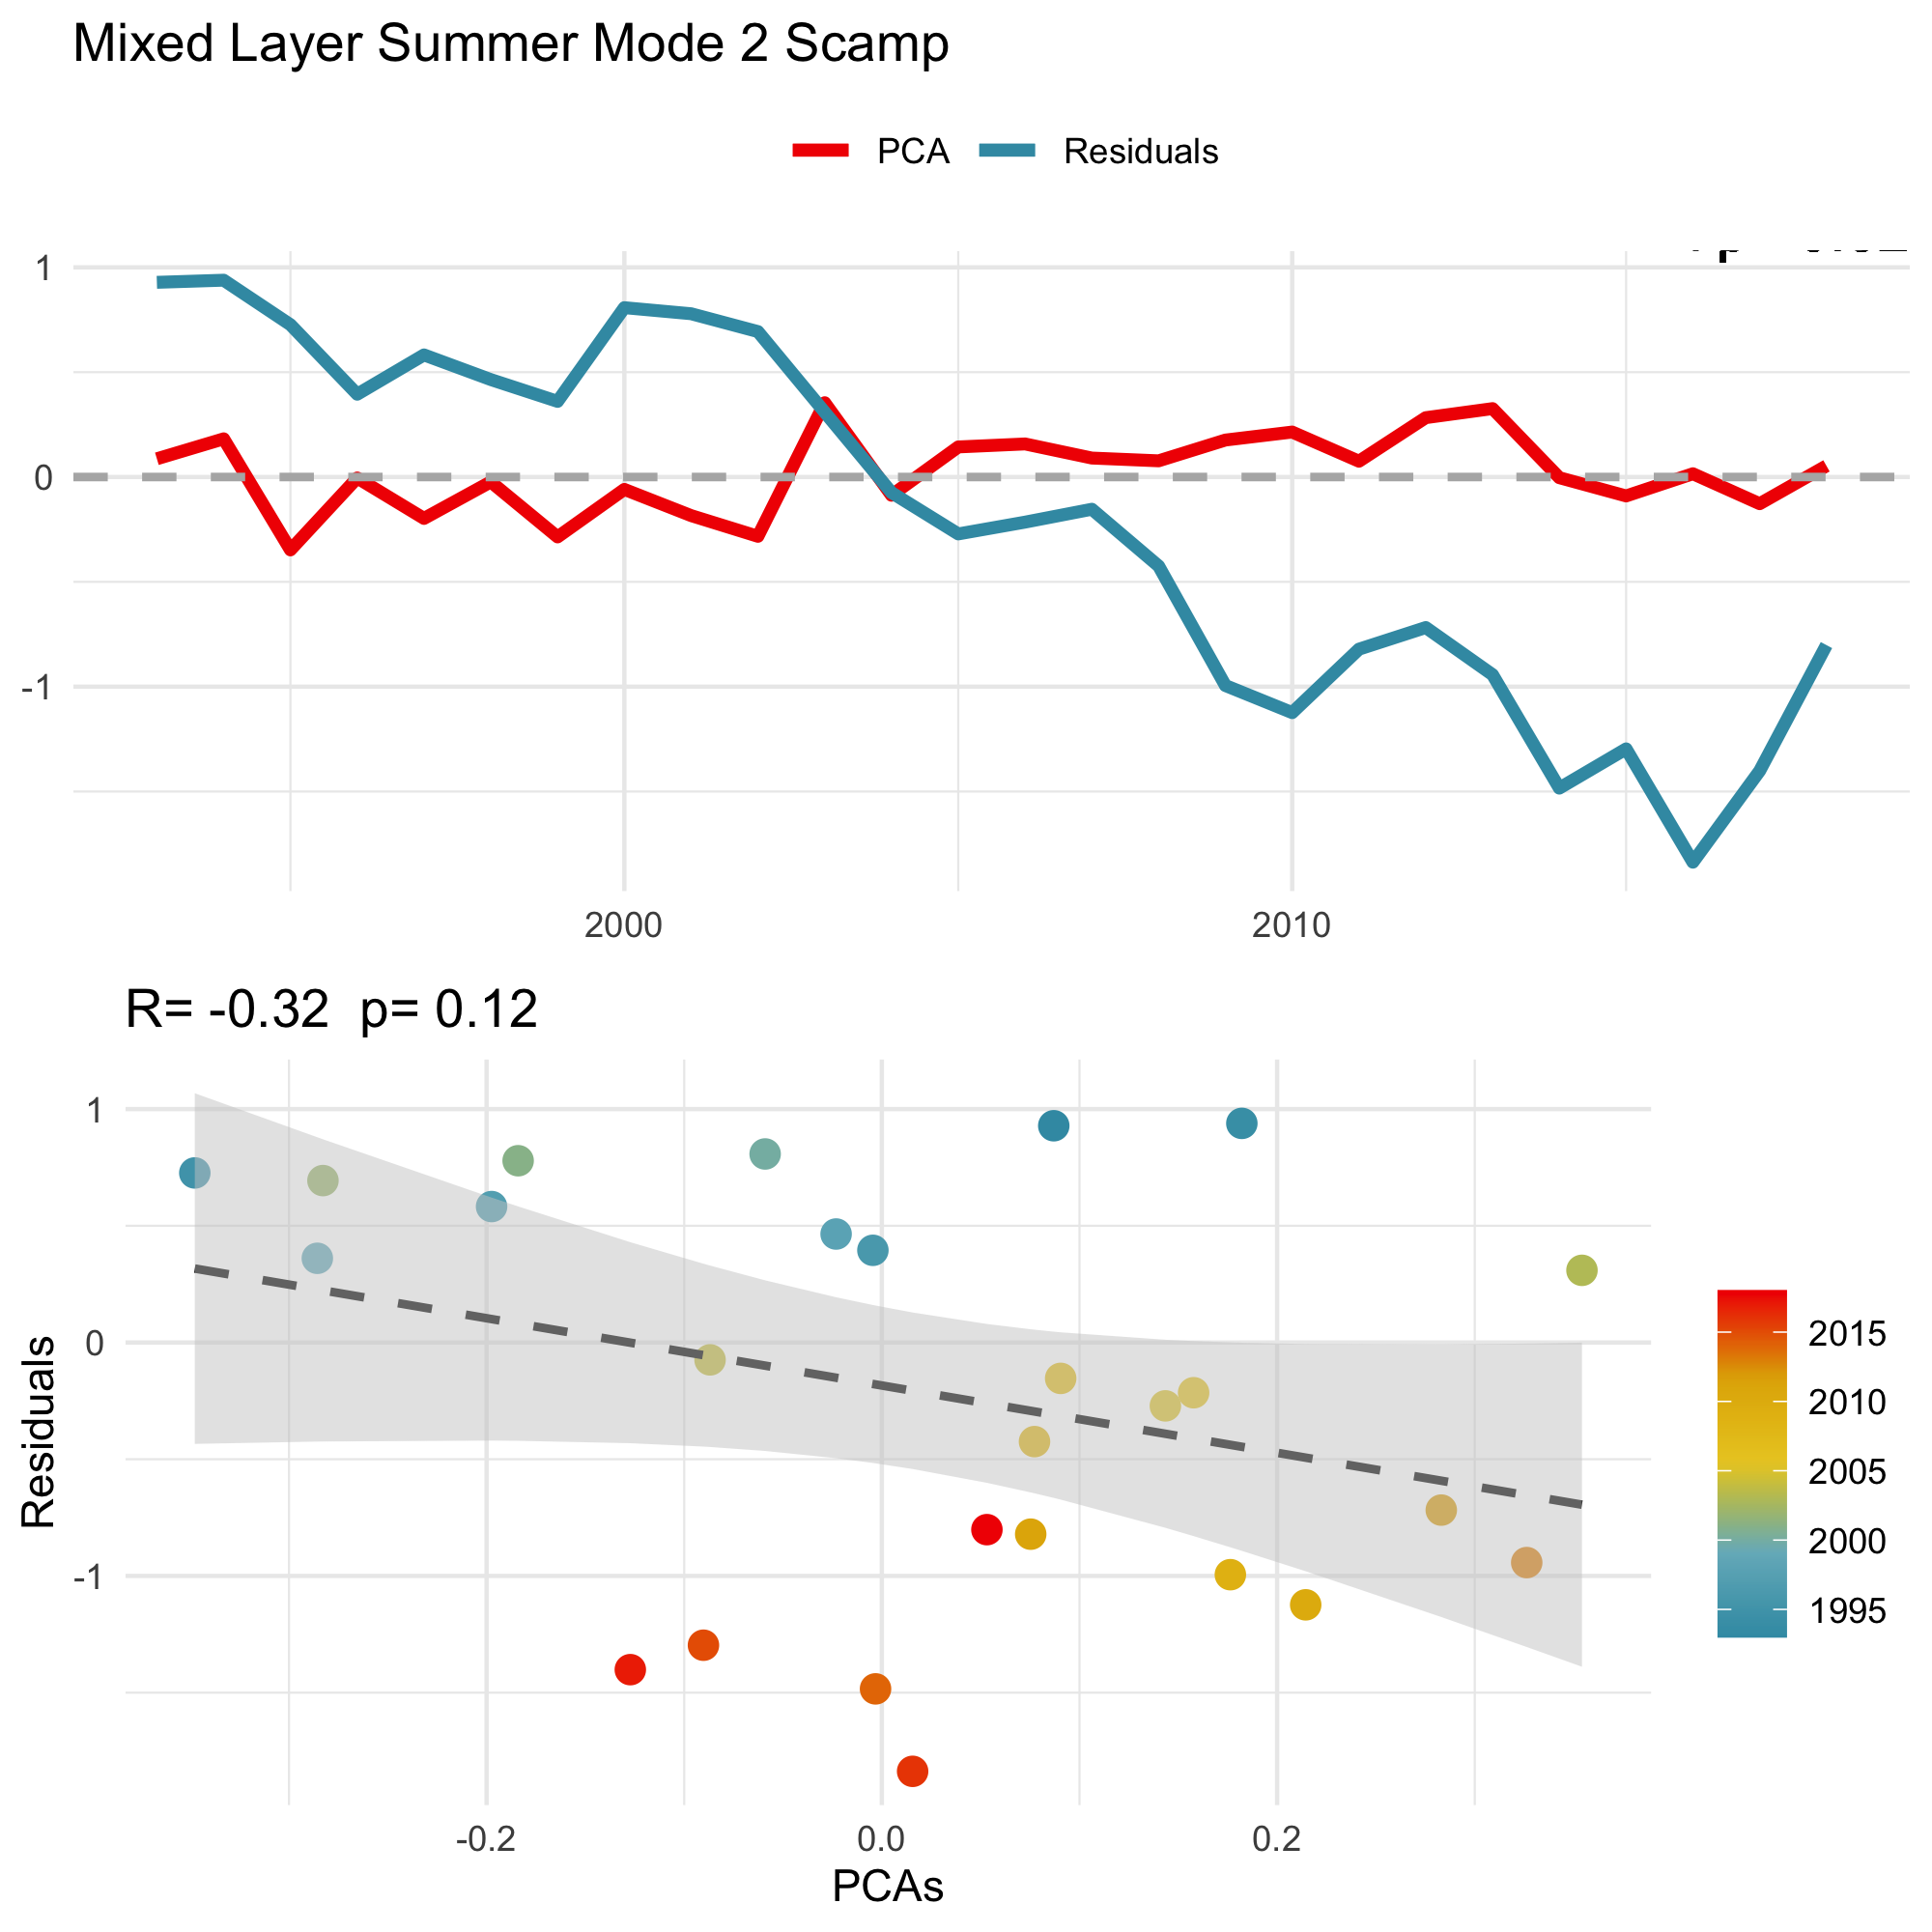 Mixed Layer Summer Mode 2 Scamp
PCA Residuals
1
0
-1
2000 2010
R= -0.32 p= 0.12
Residuals
1
0
-1
-0.2 0.0 0.2
PCAs
2015
2010
2005
2000
1995